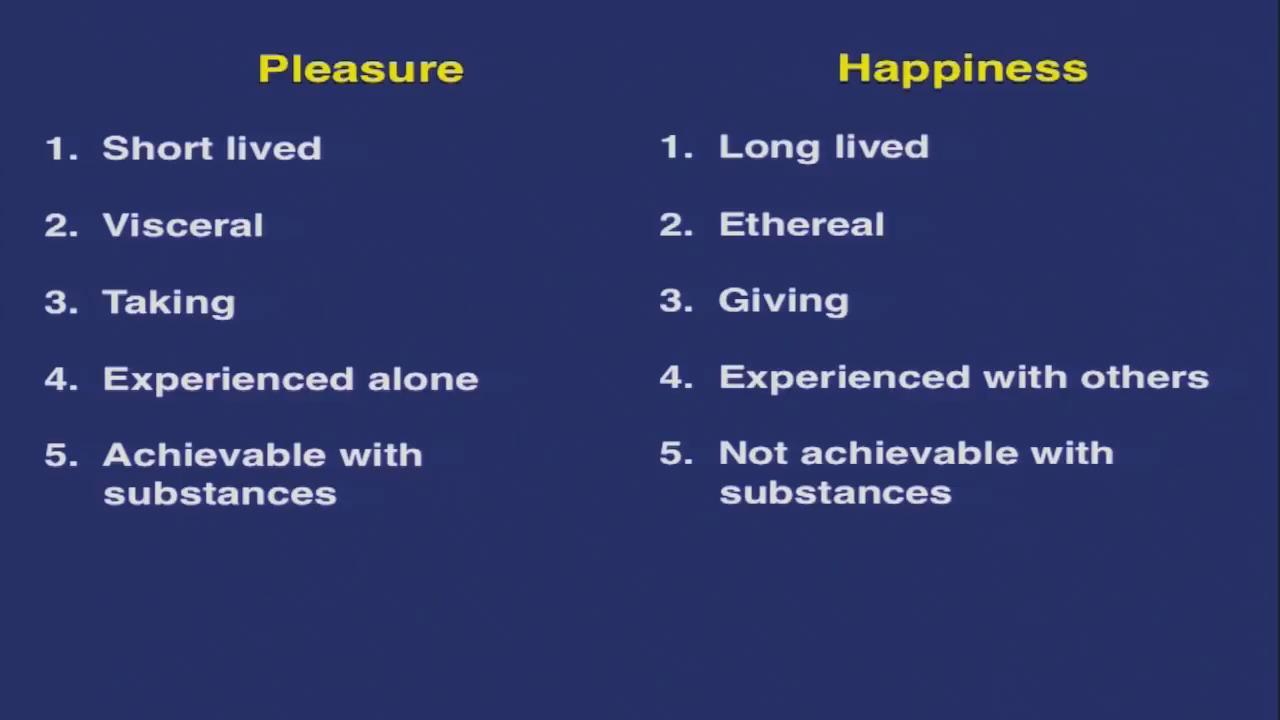 Pleasure
1. Short lived
2. Visceral
3. Taking
4. Experienced alone
5. Achievable with
substances
Happiness
1. Long lived
2. Ethereal
3. Giving
4. Experienced with others
5. Not achievable with
substances